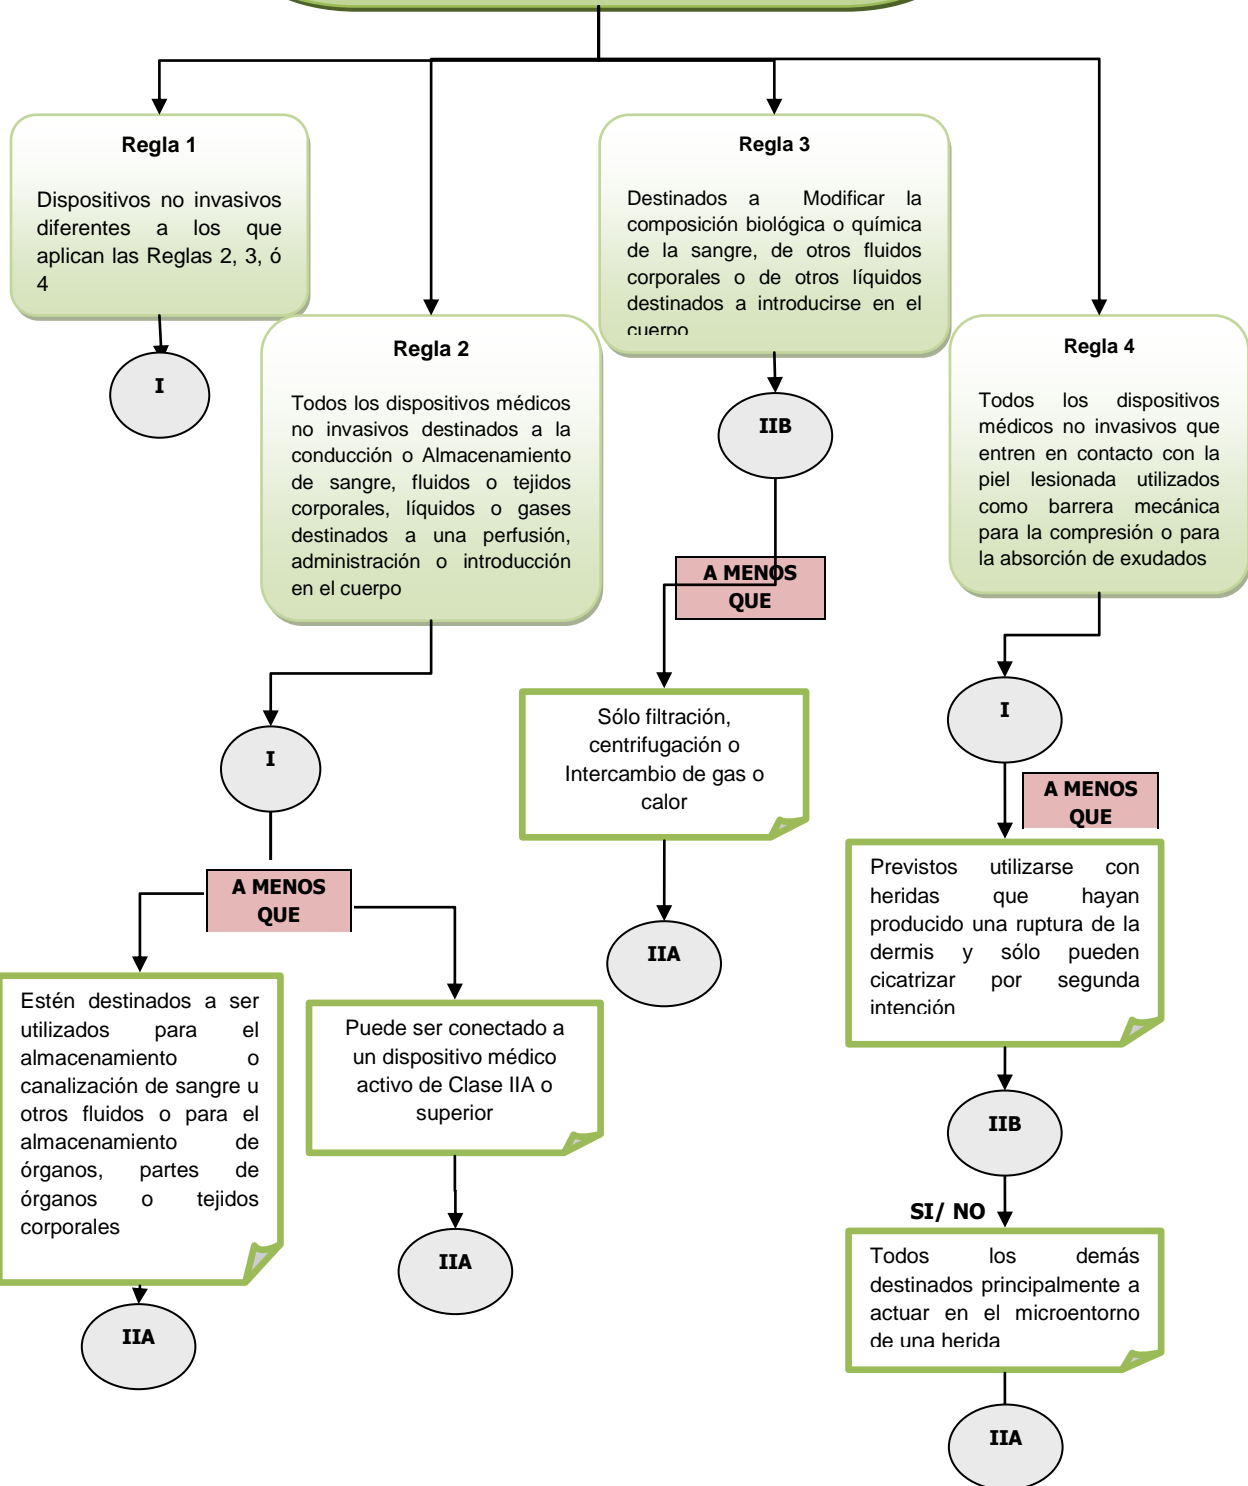 Regla 1
Dispositivos no invasivos
diferentes a los que
aplican las Reglas 2, 3, ó
4
I
Regla 2
Todos los dispositivos médicos
no invasivos destinados a la
conducción o Almacenamiento
de sangre, fluidos o tejidos
corporales, líquidos o gases
destinados a una perfusión,
administración o introducción
en el cuerpo
I
A MENOS
QUE
Estén destinados a ser
utilizados para el
almacenamiento o
canalización de sangre u
otros fluidos o para el
almacenamiento de
órganos, partes de
órganos o tejidos
corporales
IIA
Puede ser conectado a
un dispositivo médico
activo de Clase IIA o
superior
IIA
Regla 3
Destinados a Modificar la
composición biológica o química
de la sangre, de otros fluidos
corporales o de otros líquidos
destinados a introducirse en el
cuerpo
IIB
A MENOS
QUE
Sólo filtración,
centrifugación o
Intercambio de gas o
calor
IIA
Regla 4
Todos los dispositivos
médicos no invasivos que
entren en contacto con la
piel lesionada utilizados
como barrera mecánica
para la compresión o para
la absorción de exudados
I
A MENOS
QUE
Previstos utilizarse con
heridas que hayan
producido una ruptura de la
dermis y sólo pueden
cicatrizar por segunda
intención
IIB
SI/ NO
Todos los demás
destinados principalmente a
actuar en el microentorno
de una herida
IIA